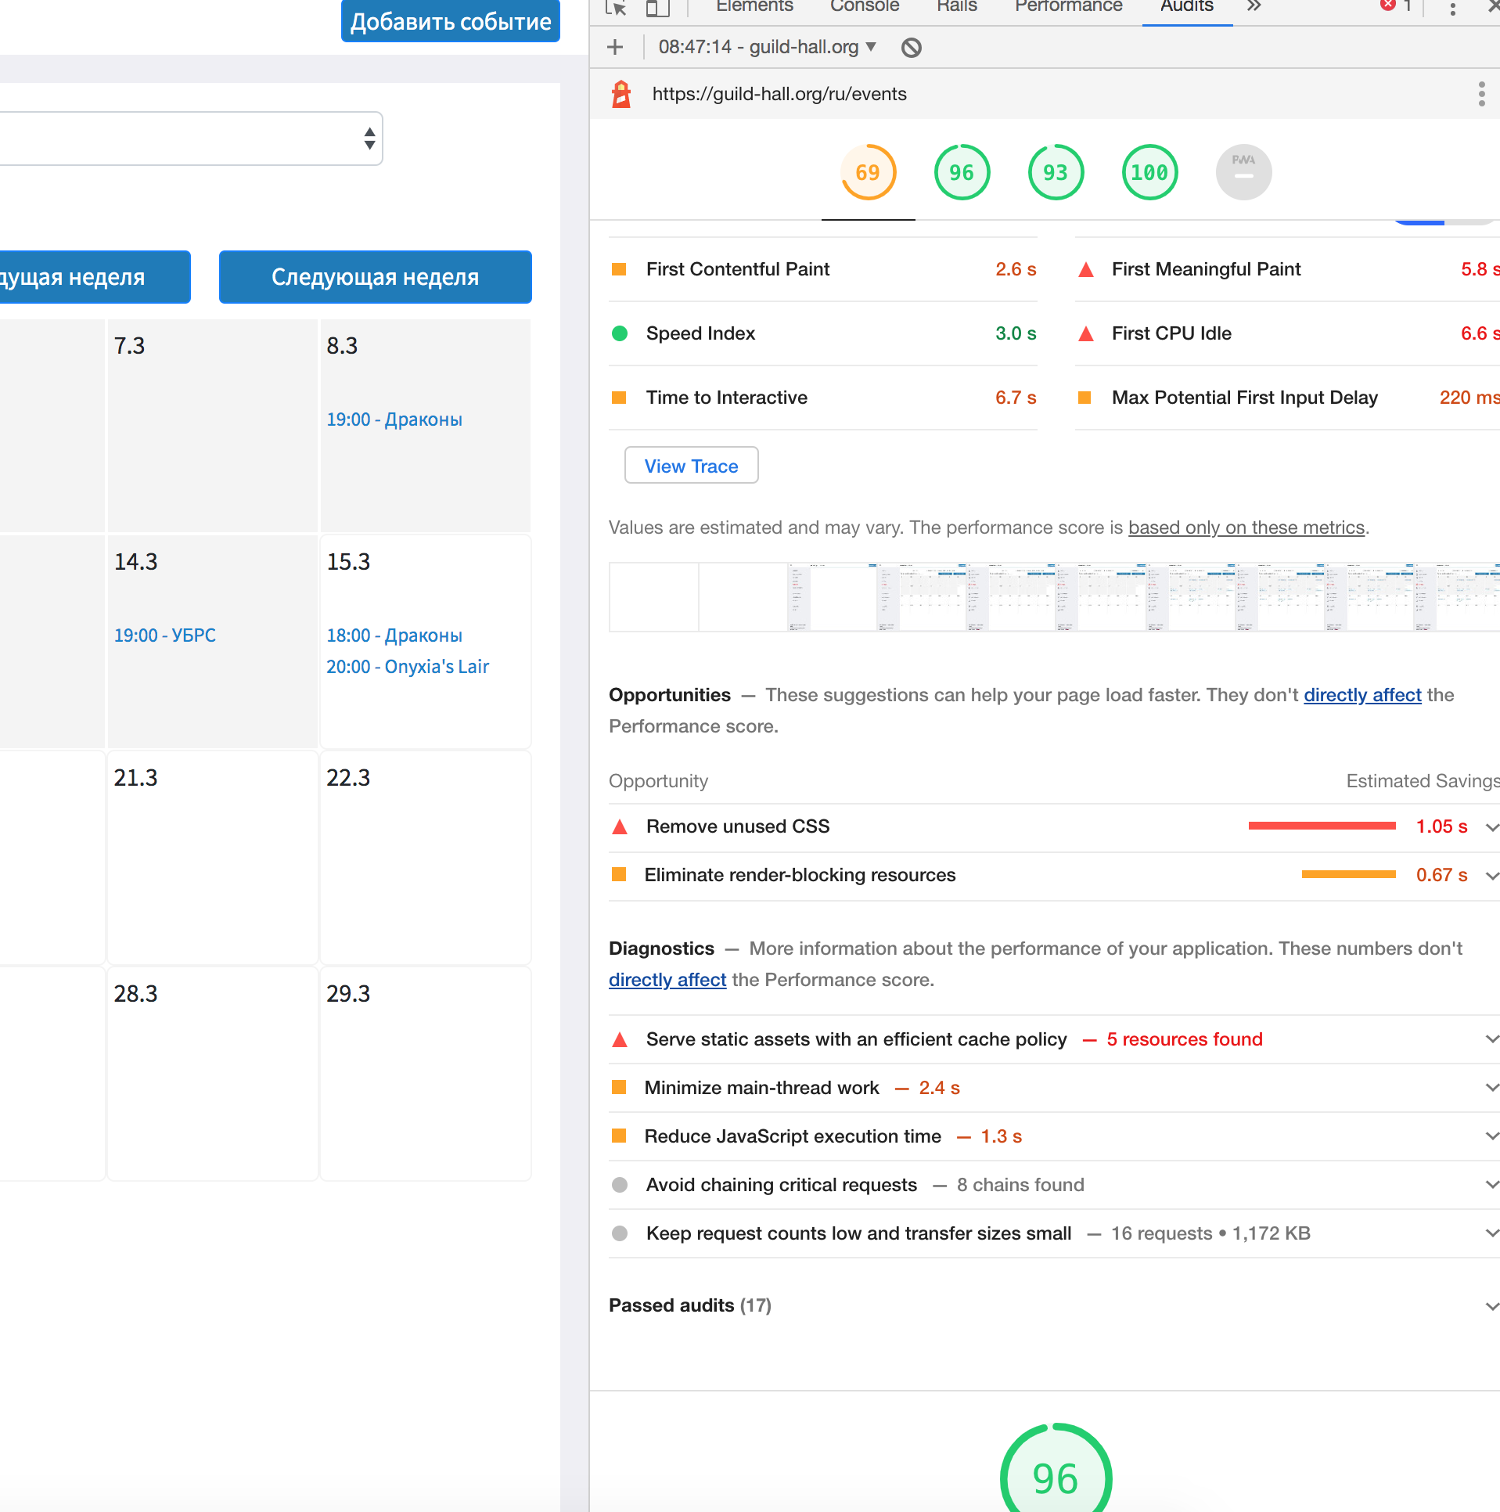 Добавить событие
дущая неделя
Следующая неделя
7.3
8.3
19:00 - Драконы
14.3
15.3
19:00 - УБРС
18:00 - Драконы
20:00 - Onyxia's Lair
21.3
22.3
28.3
29.3
Elements Console Rails Performance Audits » 1
08:47:14 - guild-hall.org ▼
https://guild-hall.org/ru/events
69 96 93 100 PWA
First Contentful Paint 2.6 s
First Meaningful Paint 5.8 s
Speed Index 3.0 s
First CPU Idle 6.6 s
Time to Interactive 6.7 s
Max Potential First Input Delay 220 ms
View Trace
Values are estimated and may vary. The performance score is based only on these metrics.
Opportunities — These suggestions can help your page load faster. They don't directly affect the
Performance score.
Opportunity Estimated Savings
Remove unused CSS 1.05 s
Eliminate render-blocking resources 0.67 s
Diagnostics — More information about the performance of your application. These numbers don't
directly affect the Performance score.
Serve static assets with an efficient cache policy — 5 resources found
Minimize main-thread work — 2.4 s
Reduce JavaScript execution time — 1.3 s
Avoid chaining critical requests — 8 chains found
Keep request counts low and transfer sizes small — 16 requests • 1,172 KB
Passed audits (17)
96